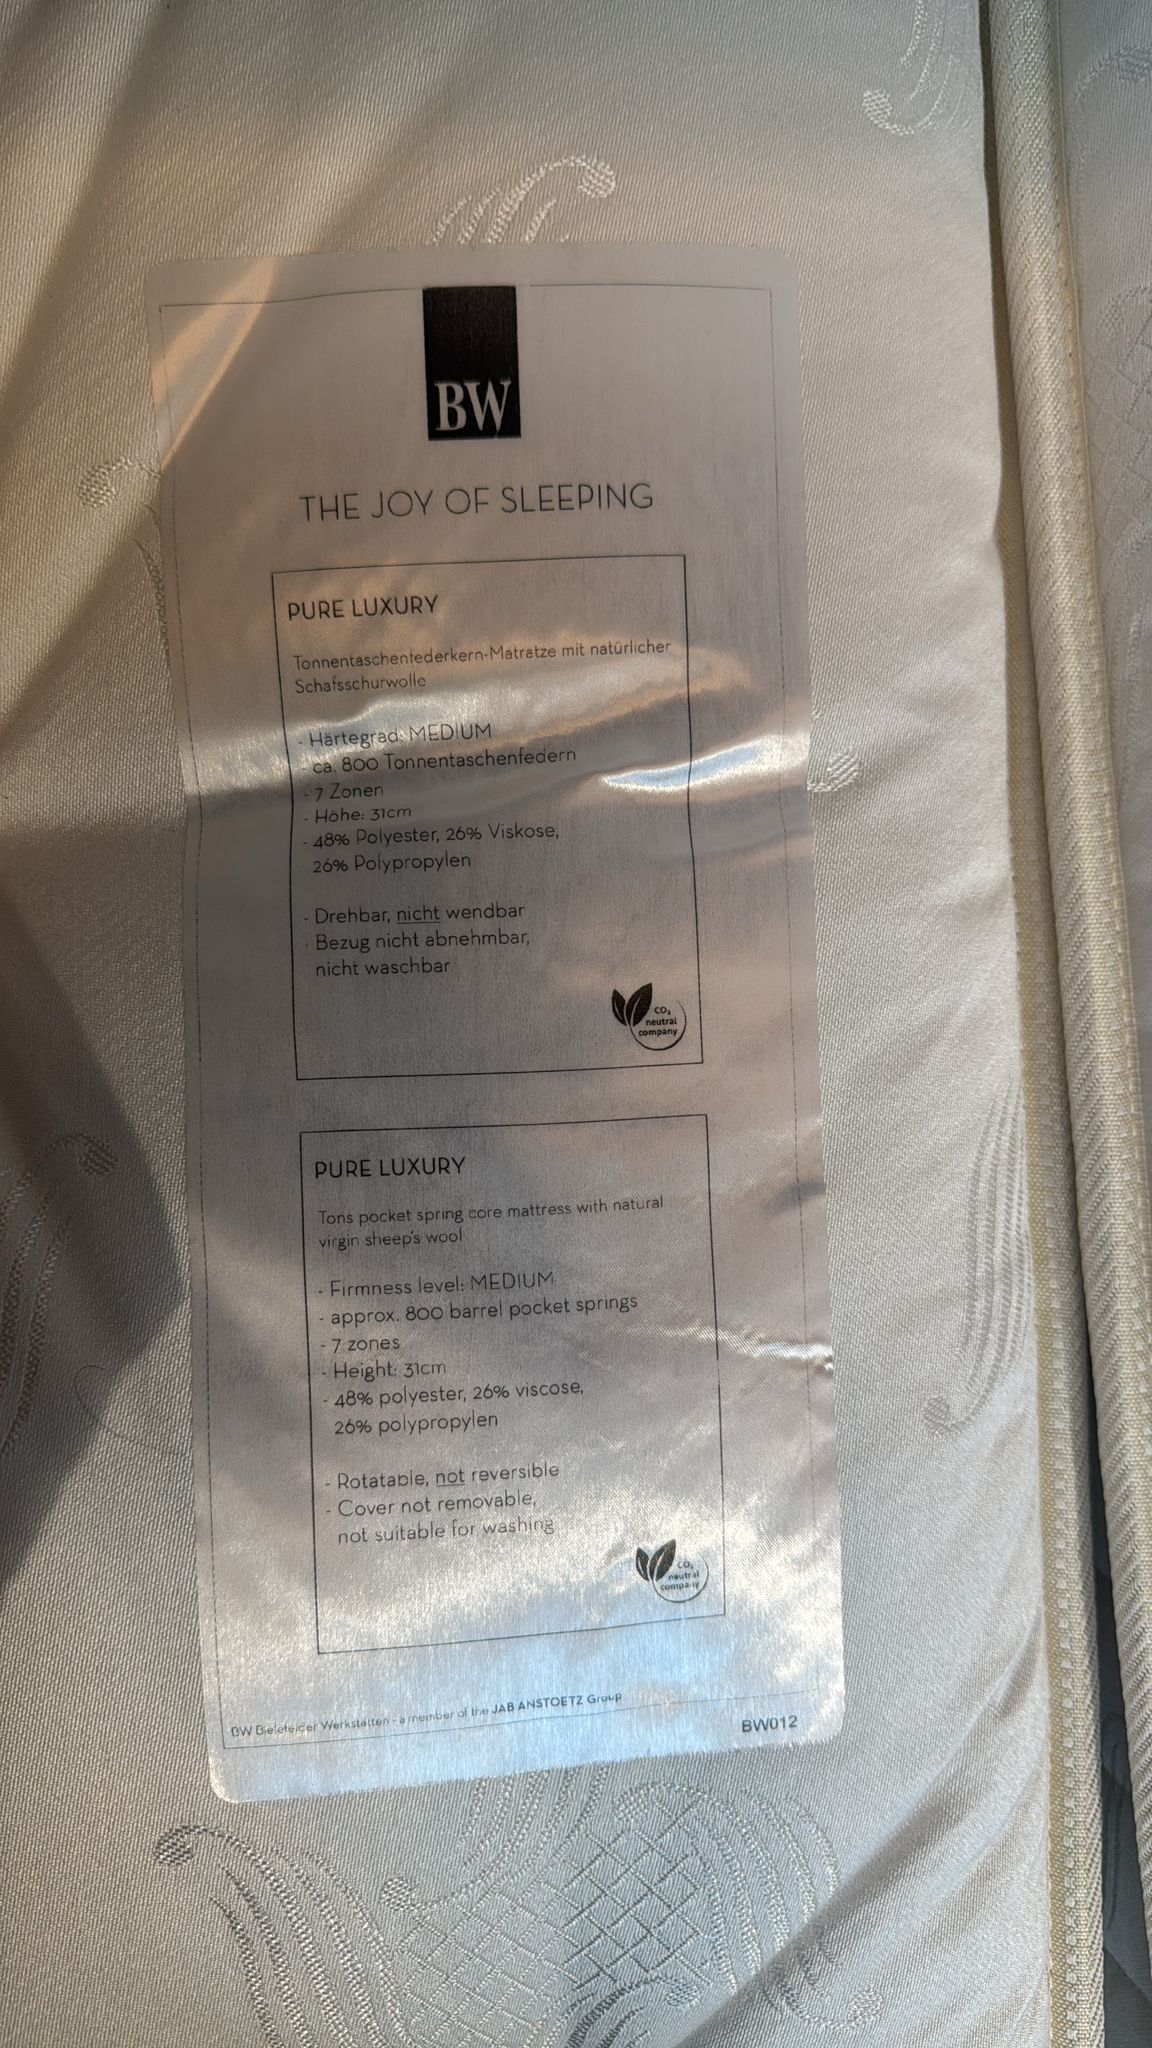 BW
THE JOY OF SLEEPING
PURE LUXURY
Tonnentaschenfederkern-Matratze mit natürlicher
Schafsschurwolle
- Härtegrad: MEDIUM
- ca. 800 Tonnentaschenfedern
- 7 Zonen
- Höhe: 31cm
- 48% Polyester, 26% Viskose,
26% Polypropylen
- Drehbar, nicht wendbar
- Bezug nicht abnehmbar,
nicht waschbar
CO₂
neutral
company
PURE LUXURY
Tons pocket spring core mattress with natural
virgin sheep's wool
- Firmness level: MEDIUM
- approx. 800 barrel pocket springs
- 7 zones
- Height: 31cm
- 48% polyester, 26% viscose,
26% polypropylen
- Rotatable, not reversible
- Cover not removable,
not suitable for washing
CO₂
neutral
company
BW Bielefelder Werkstätten - a member of the JAB ANSTOETZ Group
BW012